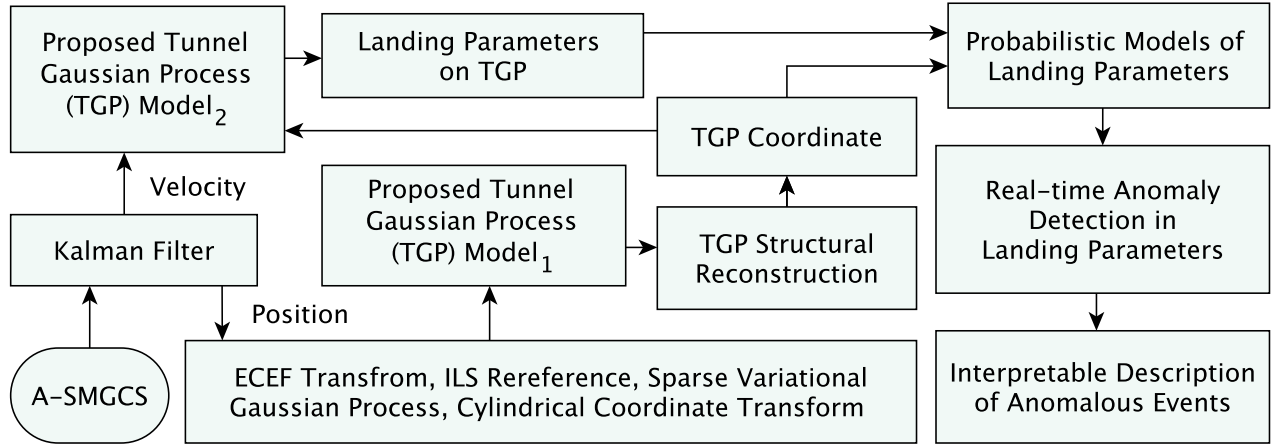 Proposed Tunnel
Gaussian Process
(TGP) Model2
Landing Parameters
on TGP
Probabilistic Models of
Landing Parameters
TGP Coordinate
Velocity
Proposed Tunnel
Gaussian Process
(TGP) Model1
Real-time Anomaly
Detection in
Landing Parameters
Kalman Filter
TGP Structural
Reconstruction
Position
A-SMGCS
ECEF Transfrom, ILS Rereference, Sparse Variational
Gaussian Process, Cylindrical Coordinate Transform
Interpretable Description
of Anomalous Events